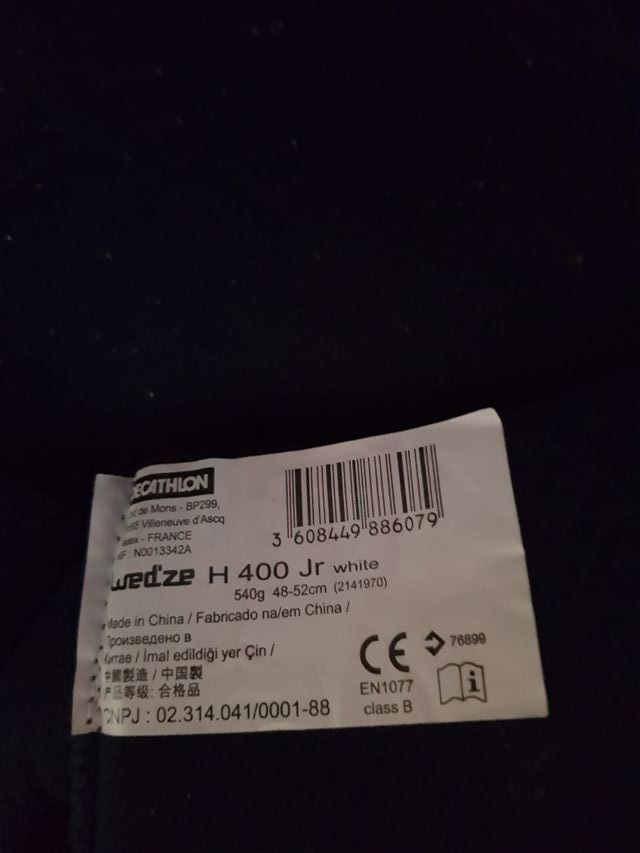 DECATHLON
de Mons - BP299,
Villeneuve d'Ascq
- FRANCE
: N0013342A
3 608449 886079
Wed'ze H 400 Jr white
540g 48-52cm (2141970)
Made in China / Fabricado na/em China /
Произведено в
Китае / İmal edildiği yer Çin /
中國製造 / 中国製
产品等级: 合格品
CNPJ : 02.314.041/0001-88
CE
76899
EN1077
class B
i